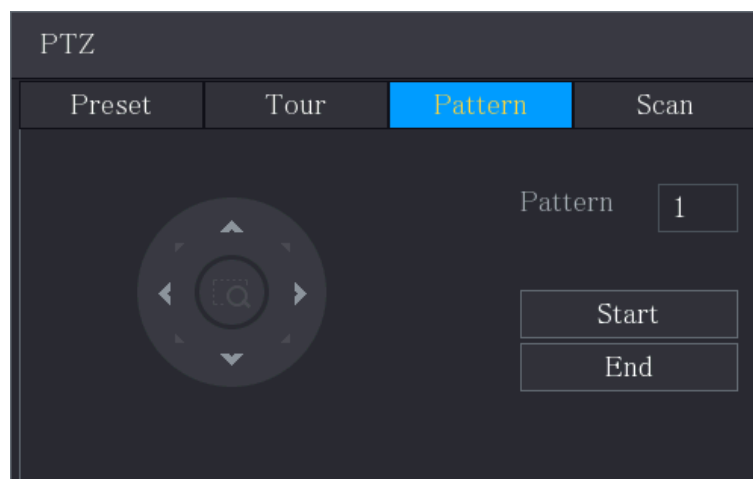 PTZ
Preset Tour Pattern Scan
Pattern 1
Start
End